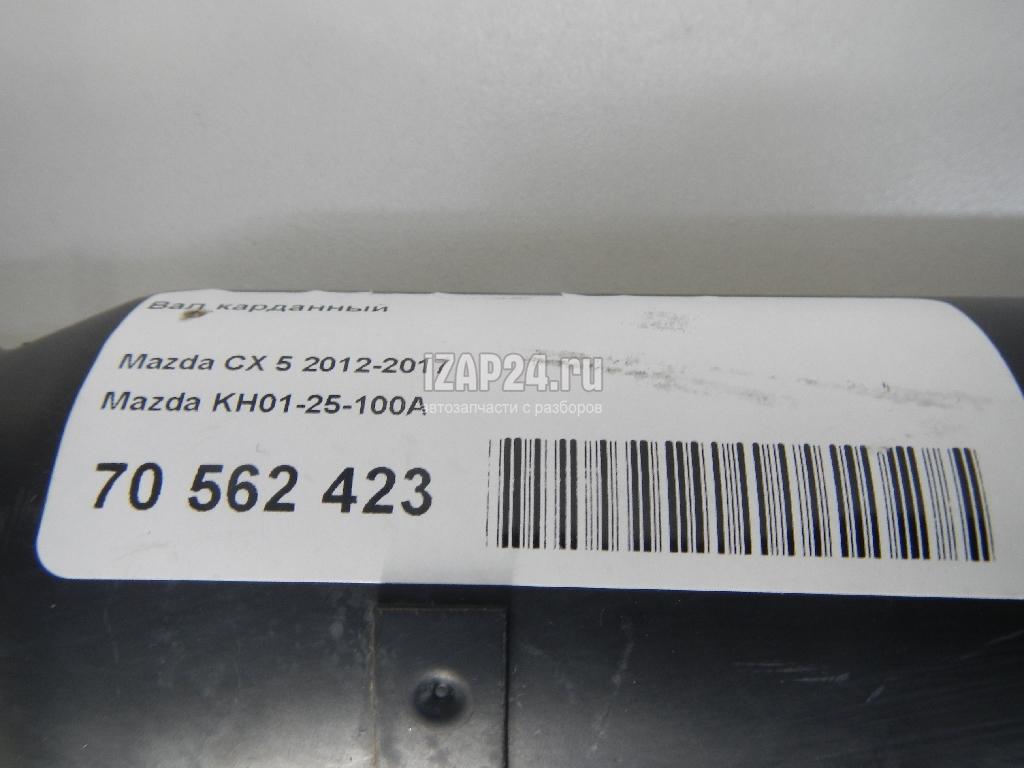 Вал карданный
Mazda CX 5 2012-2017
Mazda KH01-25-100A
70 562 423
iZAP24.ru
автозапчасти с разборов